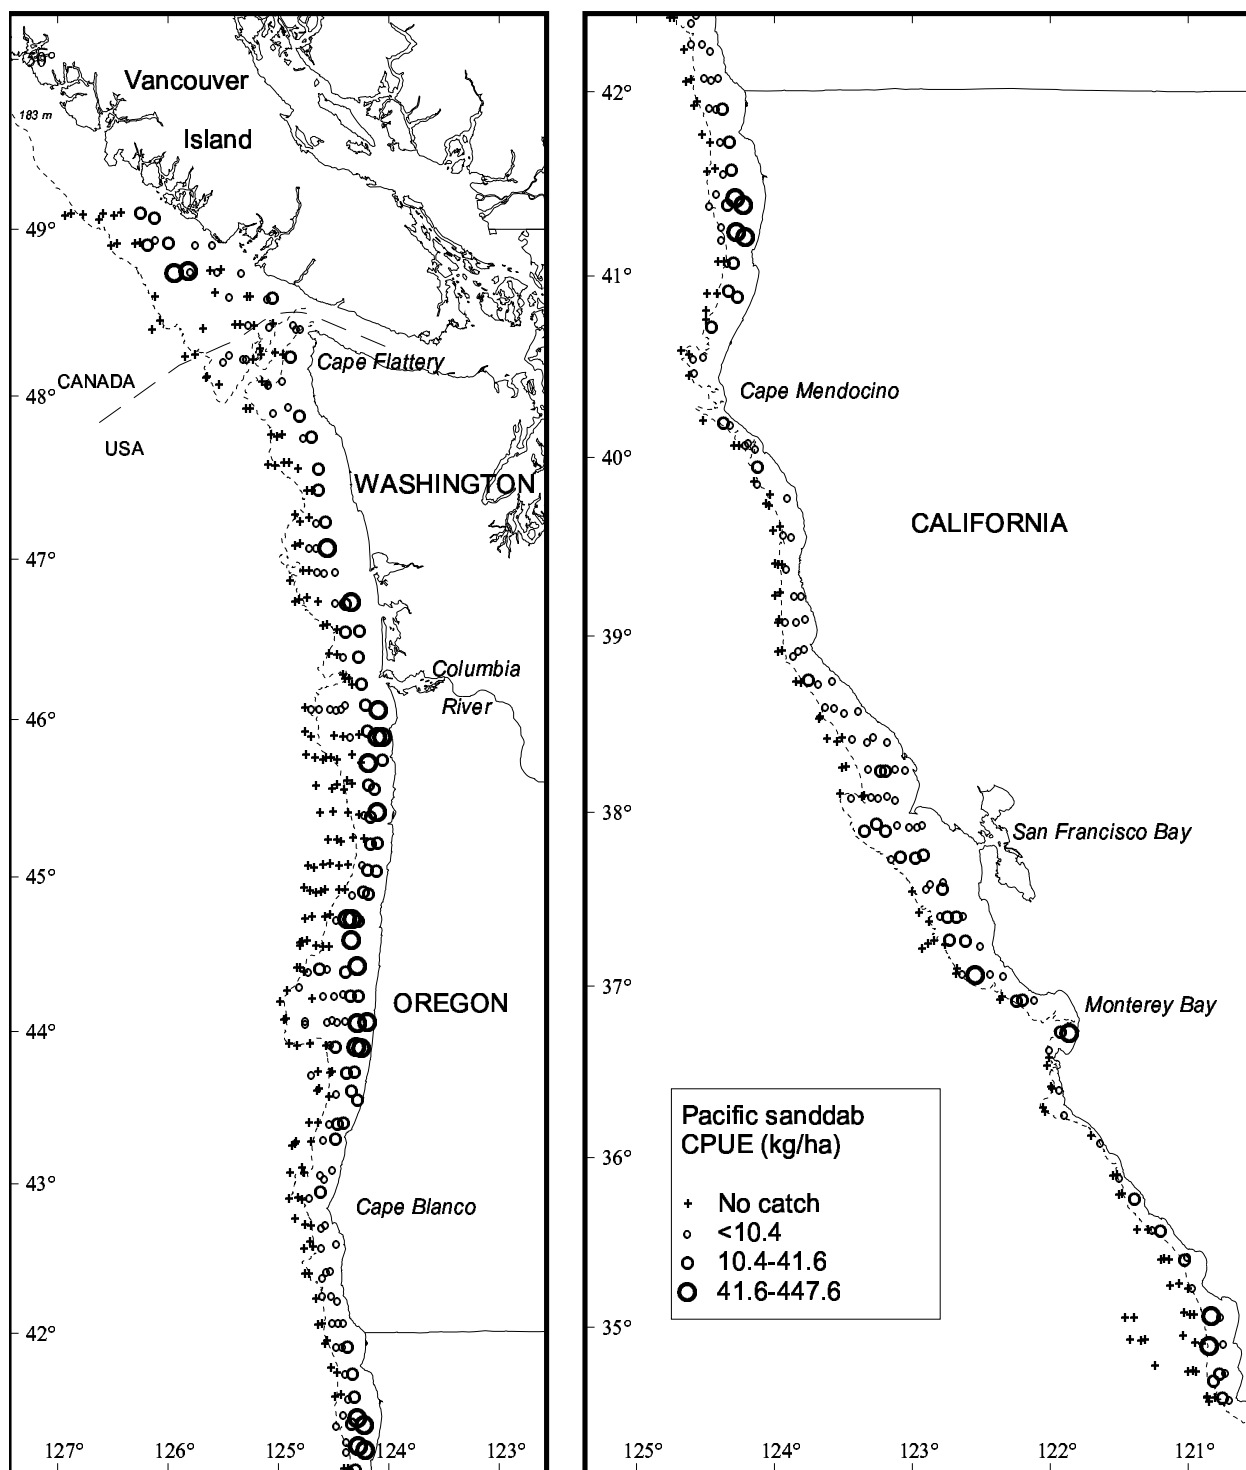 50°
Vancouver
183 m
Island
49°
Cape Flattery
CANADA
48°
USA
WASHINGTON
47°
Columbia
River
46°
45°
OREGON
44°
43°
Cape Blanco
42°
127°
126°
125°
124°
123°
42°
41°
Cape Mendocino
40°
CALIFORNIA
39°
38°
San Francisco Bay
37°
Monterey Bay
Pacific sanddab
CPUE (kg/ha)
36°
No catch
<10.4
10.4-41.6
41.6-447.6
35°
125°
124°
123°
122°
121°